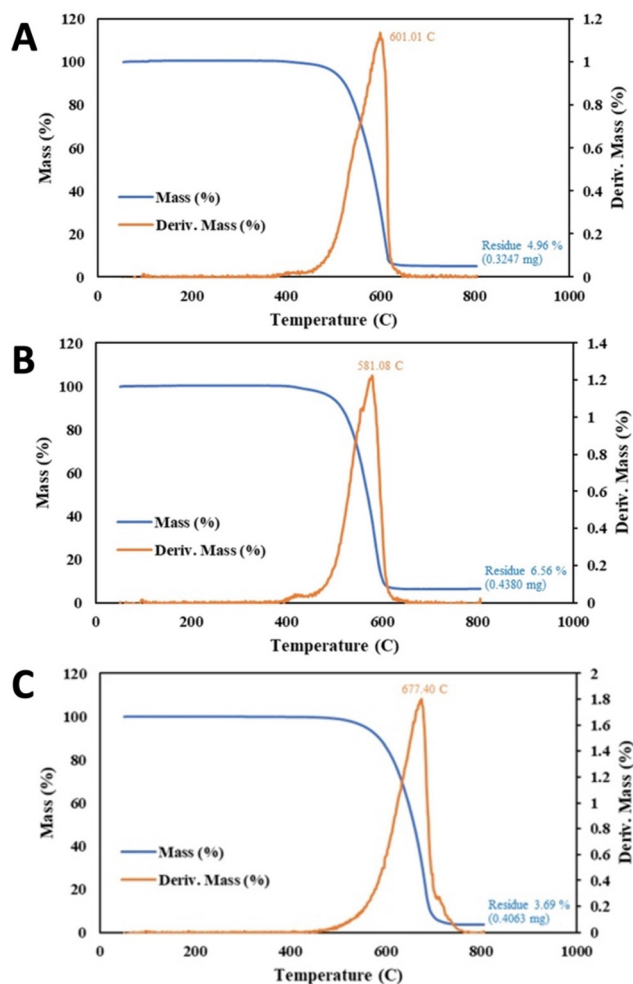 A
120
100
80
60
40
20
0
Mass (%)
601.01 C
Mass (%)
Deriv. Mass (%)
Residue 4.96 %
(0.3247 mg)
1.2
1
0.8
0.6
0.4
0.2
0
Deriv. Mass (%)
0 200 400 600 800 1000
Temperature (C)
B
120
100
80
60
40
20
0
Mass (%)
581.08 C
Mass (%)
Deriv. Mass (%)
Residue 6.56 %
(0.4380 mg)
1.4
1.2
1
0.8
0.6
0.4
0.2
0
Deriv. Mass (%)
0 200 400 600 800 1000
Temperature (C)
C
120
100
80
60
40
20
0
Mass (%)
677.40 C
Mass (%)
Deriv. Mass (%)
Residue 3.69 %
(0.4063 mg)
2
1.8
1.6
1.4
1.2
1
0.8
0.6
0.4
0.2
0
Deriv. Mass (%)
0 200 400 600 800 1000
Temperature (C)